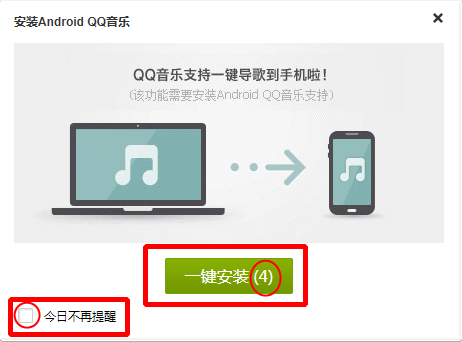 安装Android QQ音乐
QQ音乐支持一键导歌到手机啦！
(该功能需要安装Android QQ音乐支持)
一键安装 (4)
今日不再提醒